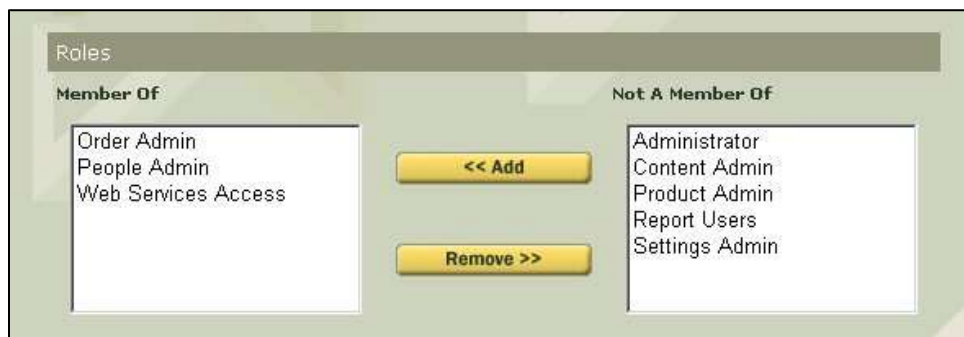 Roles
Member Of
Not A Member Of
Order Admin
People Admin
Web Services Access
<< Add
Remove >>
Administrator
Content Admin
Product Admin
Report Users
Settings Admin